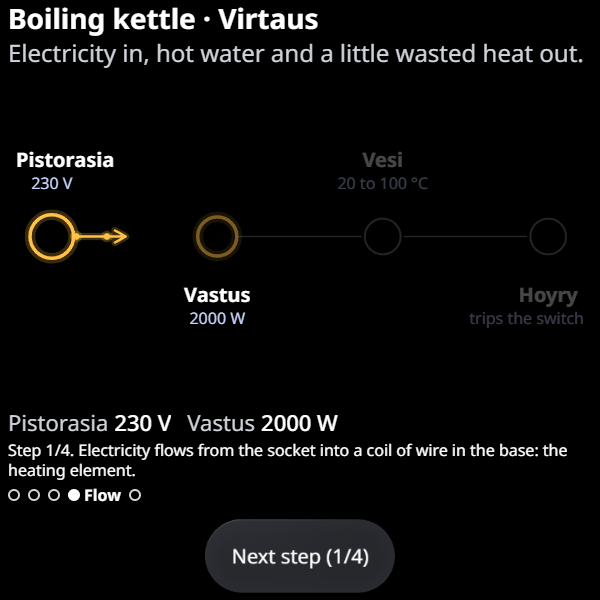 Boiling kettle · Virtaus
Electricity in, hot water and a little wasted heat out.
Pistorasia
230 V
Vesi
20 to 100 °C
Vastus
2000 W
Hoyry
trips the switch
Pistorasia 230 V Vastus 2000 W
Step 1/4. Electricity flows from the socket into a coil of wire in the base: the
heating element.
Flow
Next step (1/4)